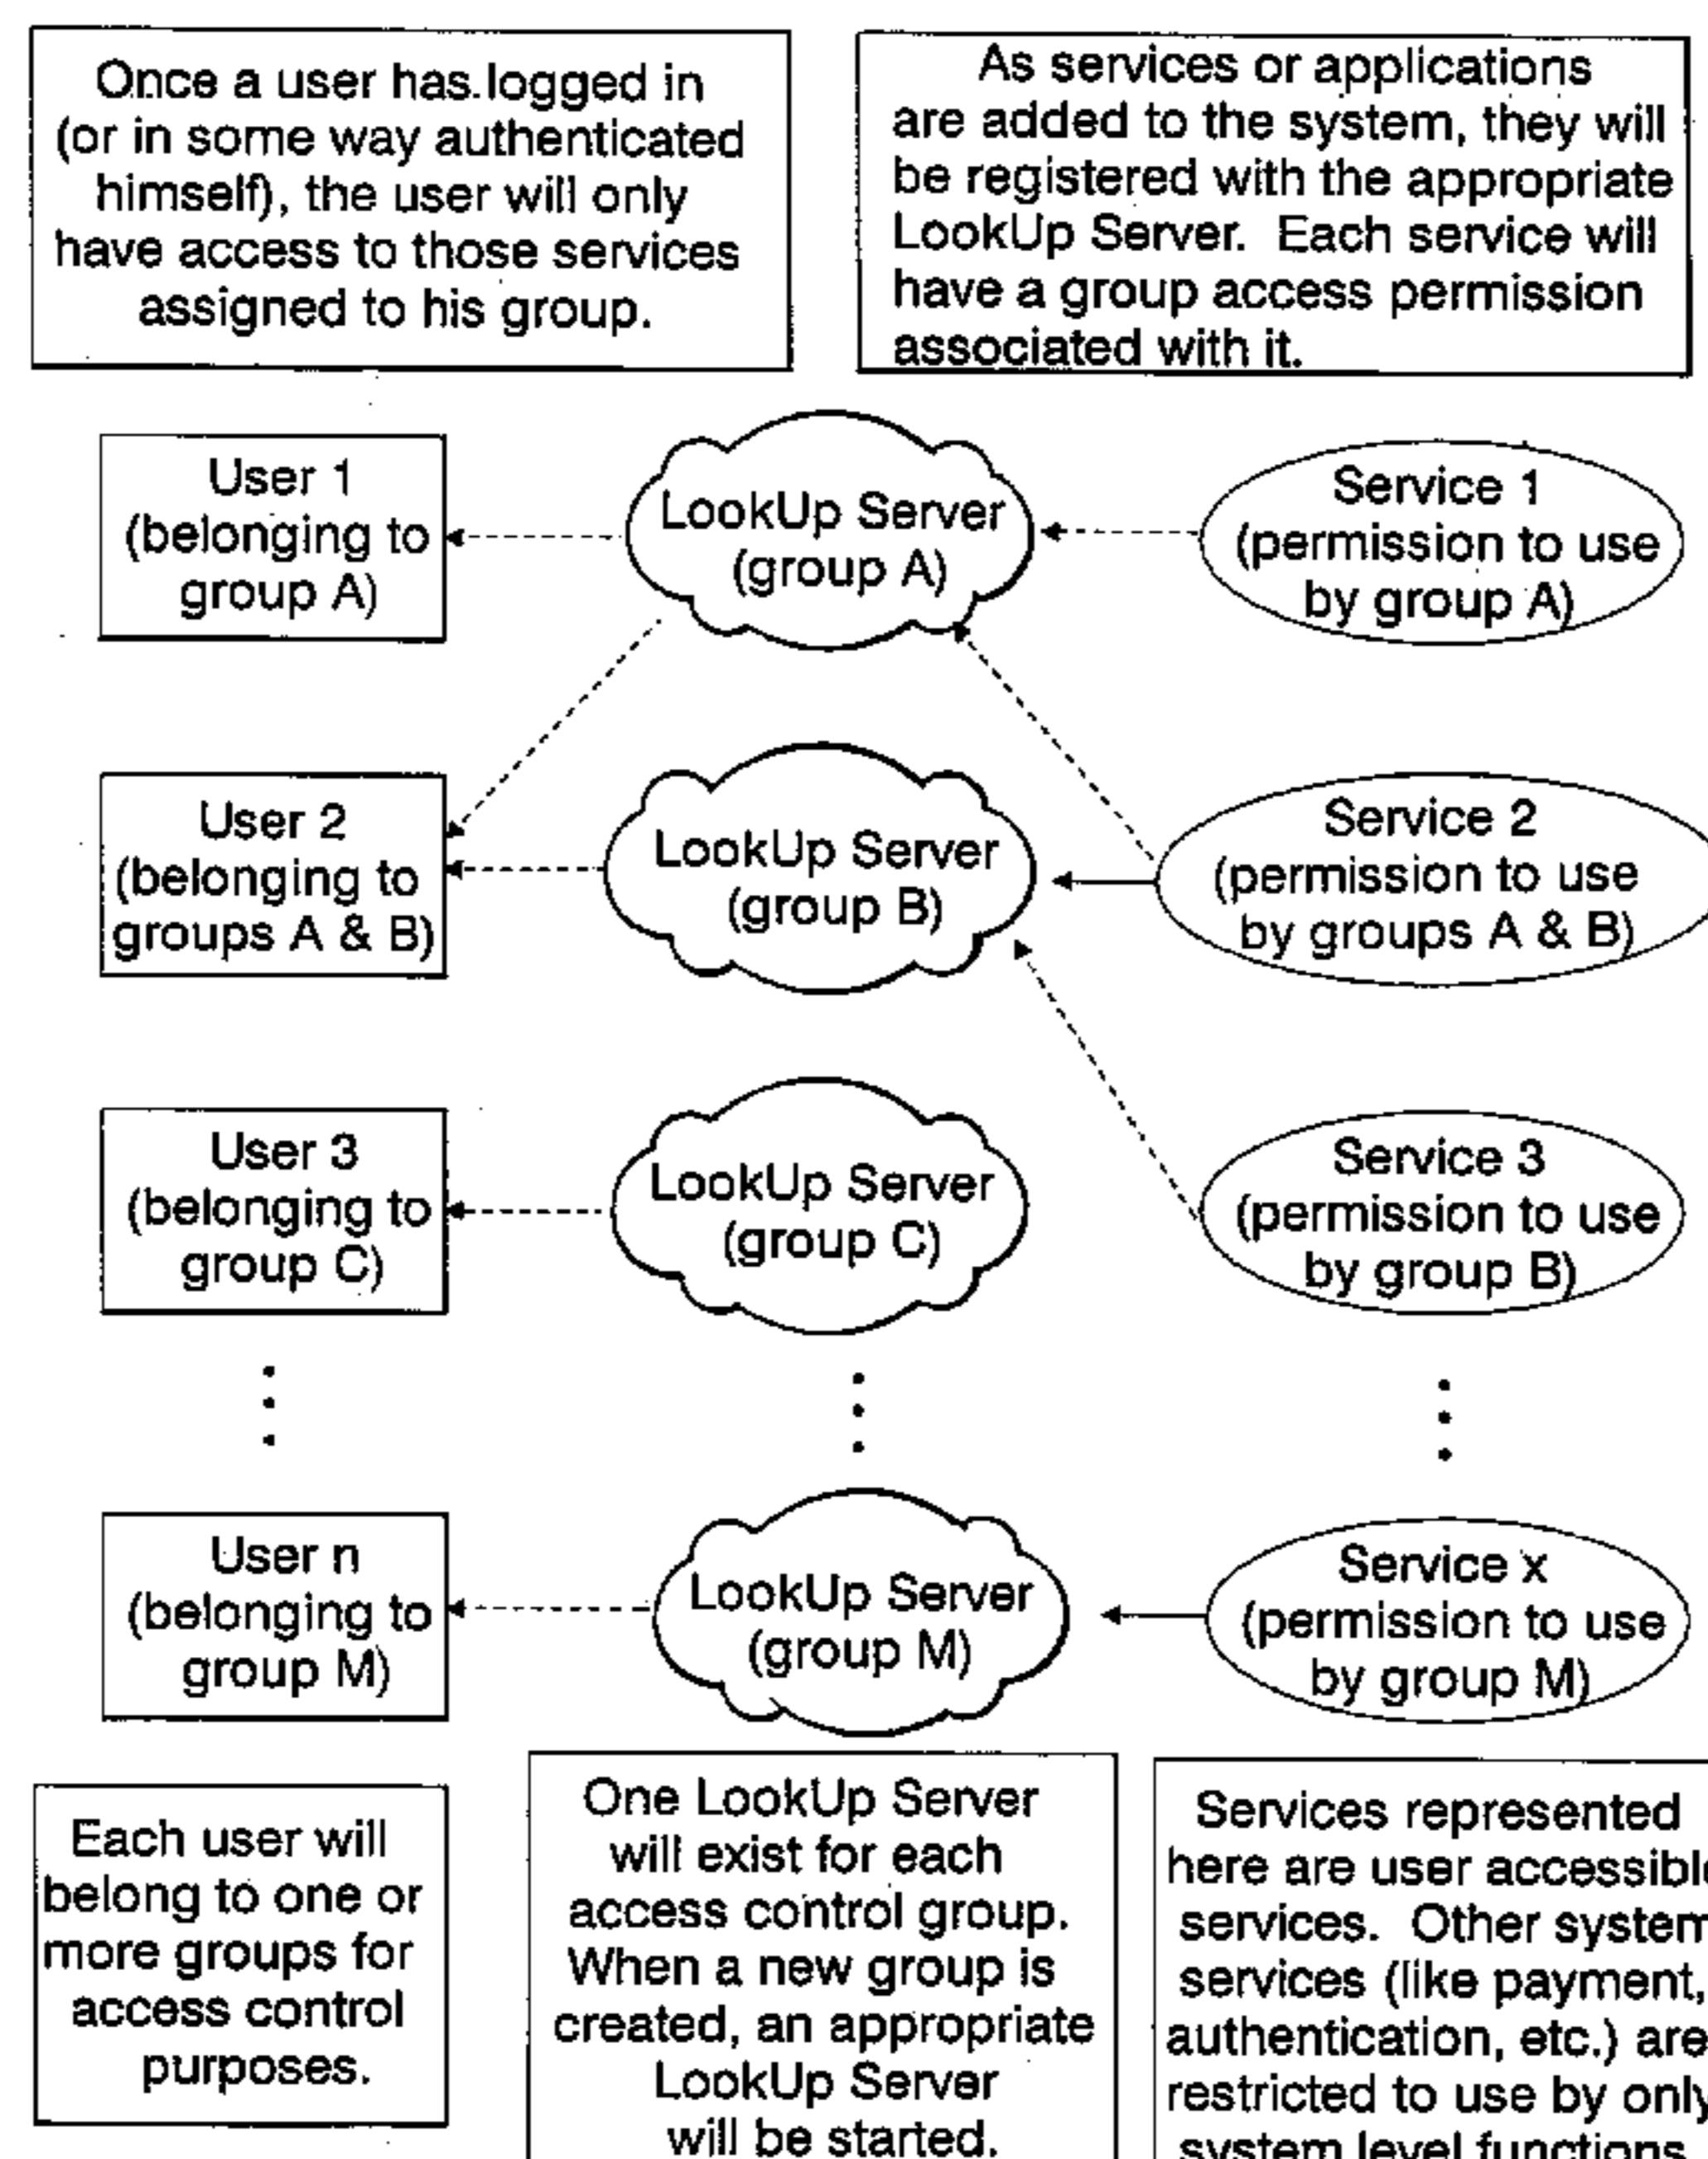 Once a user has logged in
(or in some way authenticated
himself), the user will only
have access to those services
assigned to his group.
As services or applications
are added to the system, they will
be registered with the appropriate
LookUp Server. Each service will
have a group access permission
associated with it.
User 1
(belonging to
group A)
LookUp Server
(group A)
Service 1
(permission to use
by group A)
User 2
(belonging to
groups A & B)
LookUp Server
(group B)
Service 2
(permission to use
by groups A & B)
User 3
(belonging to
group C)
LookUp Server
(group C)
Service 3
(permission to use
by group B)
User n
(belonging to
group M)
LookUp Server
(group M)
Service x
(permission to use
by group M)
Each user will
belong to one or
more groups for
access control
purposes.
One LookUp Server
will exist for each
access control group.
When a new group is
created, an appropriate
LookUp Server
will be started.
Services represented
here are user accessible
services. Other system
services (like payment,
authentication, etc.) are
restricted to use by only
system level functions